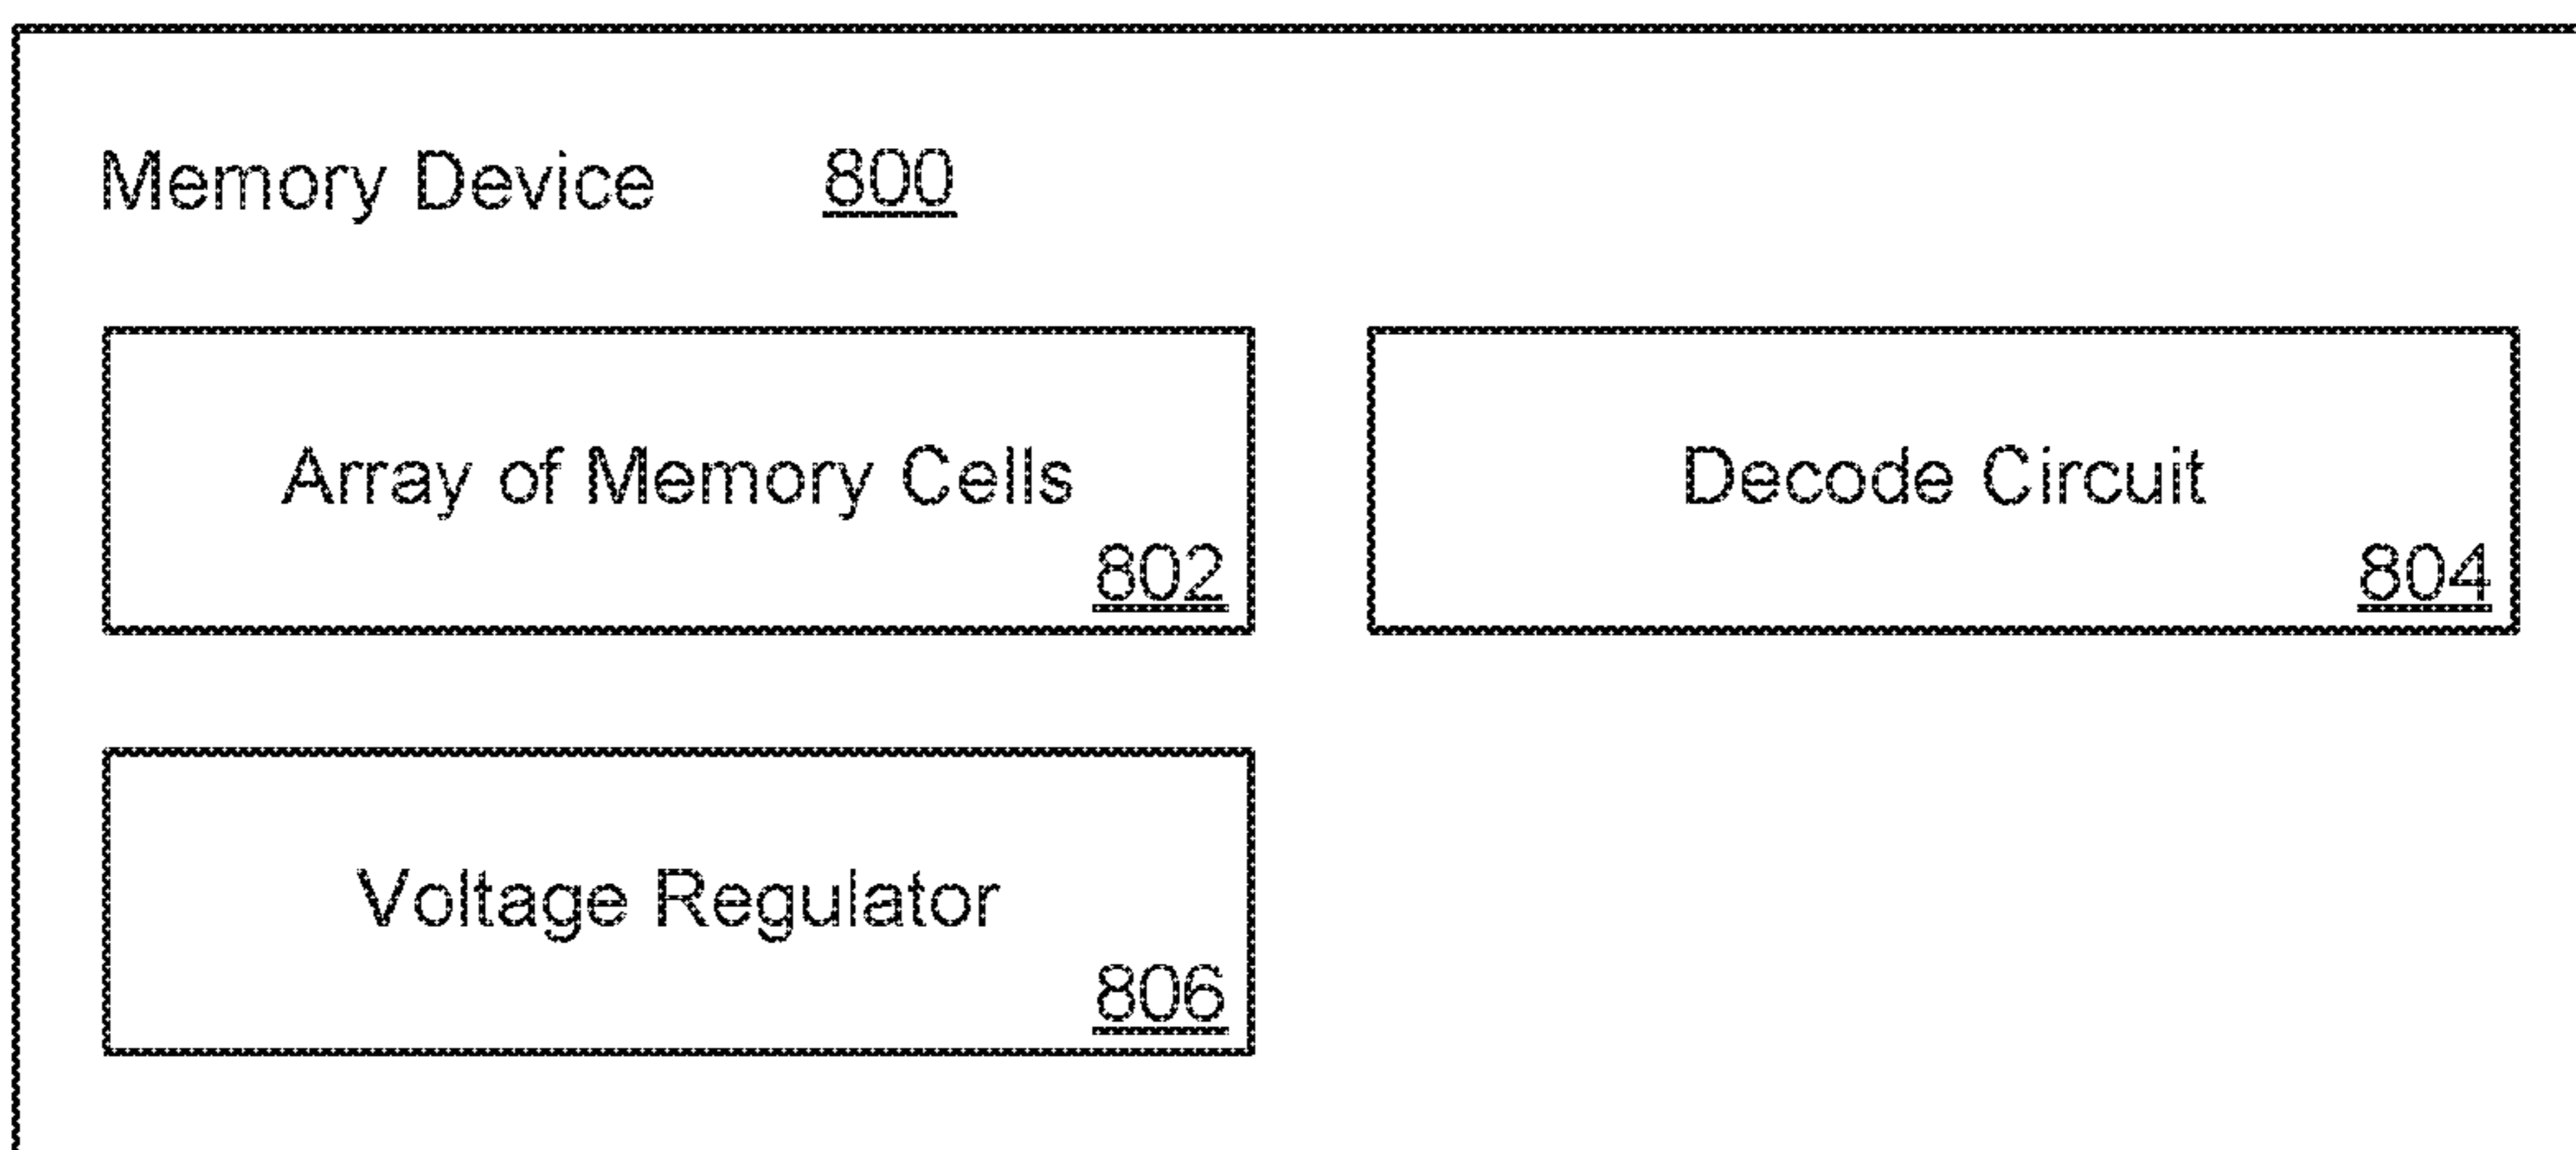 Memory Device 800
Array of Memory Cells
802
Decode Circuit
804
Voltage Regulator
806